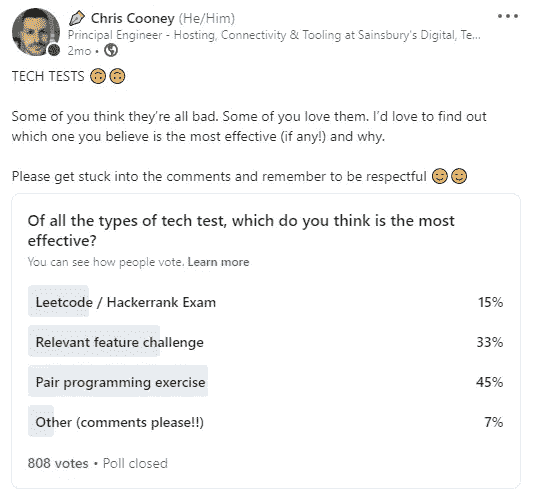 Chris Cooney (He/Him)
Principal Engineer - Hosting, Connectivity & Tooling at Sainsbury's Digital, Te...
2mo •
TECH TESTS 🙃🙃
Some of you think they're all bad. Some of you love them. I'd love to find out
which one you believe is the most effective (if any!) and why.
Please get stuck into the comments and remember to be respectful 😊😊
Of all the types of tech test, which do you think is the most
effective?
You can see how people vote. Learn more
Leetcode / Hackerrank Exam 15%
Relevant feature challenge 33%
Pair programming exercise 45%
Other (comments please!!) 7%
808 votes • Poll closed